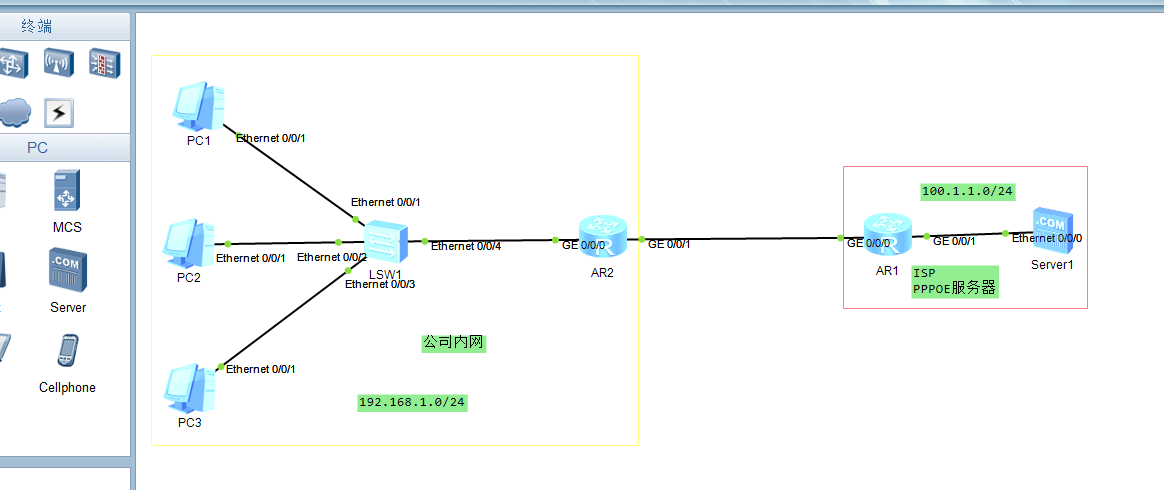 终端
PC
MCS
.COM
Server
Cellphone
PC1
Ethernet 0/0/1
Ethernet 0/0/1
PC2
Ethernet 0/0/1
Ethernet 0/0/2
LSW1
Ethernet 0/0/3
Ethernet 0/0/4
GE 0/0/0
R
AR2
GE 0/0/1
PC3
Ethernet 0/0/1
公司内网
192.168.1.0/24
100.1.1.0/24
GE 0/0/0
R
AR1
GE 0/0/1
Ethernet 0/0/0
.COM
Server1
ISP
PPPOE服务器